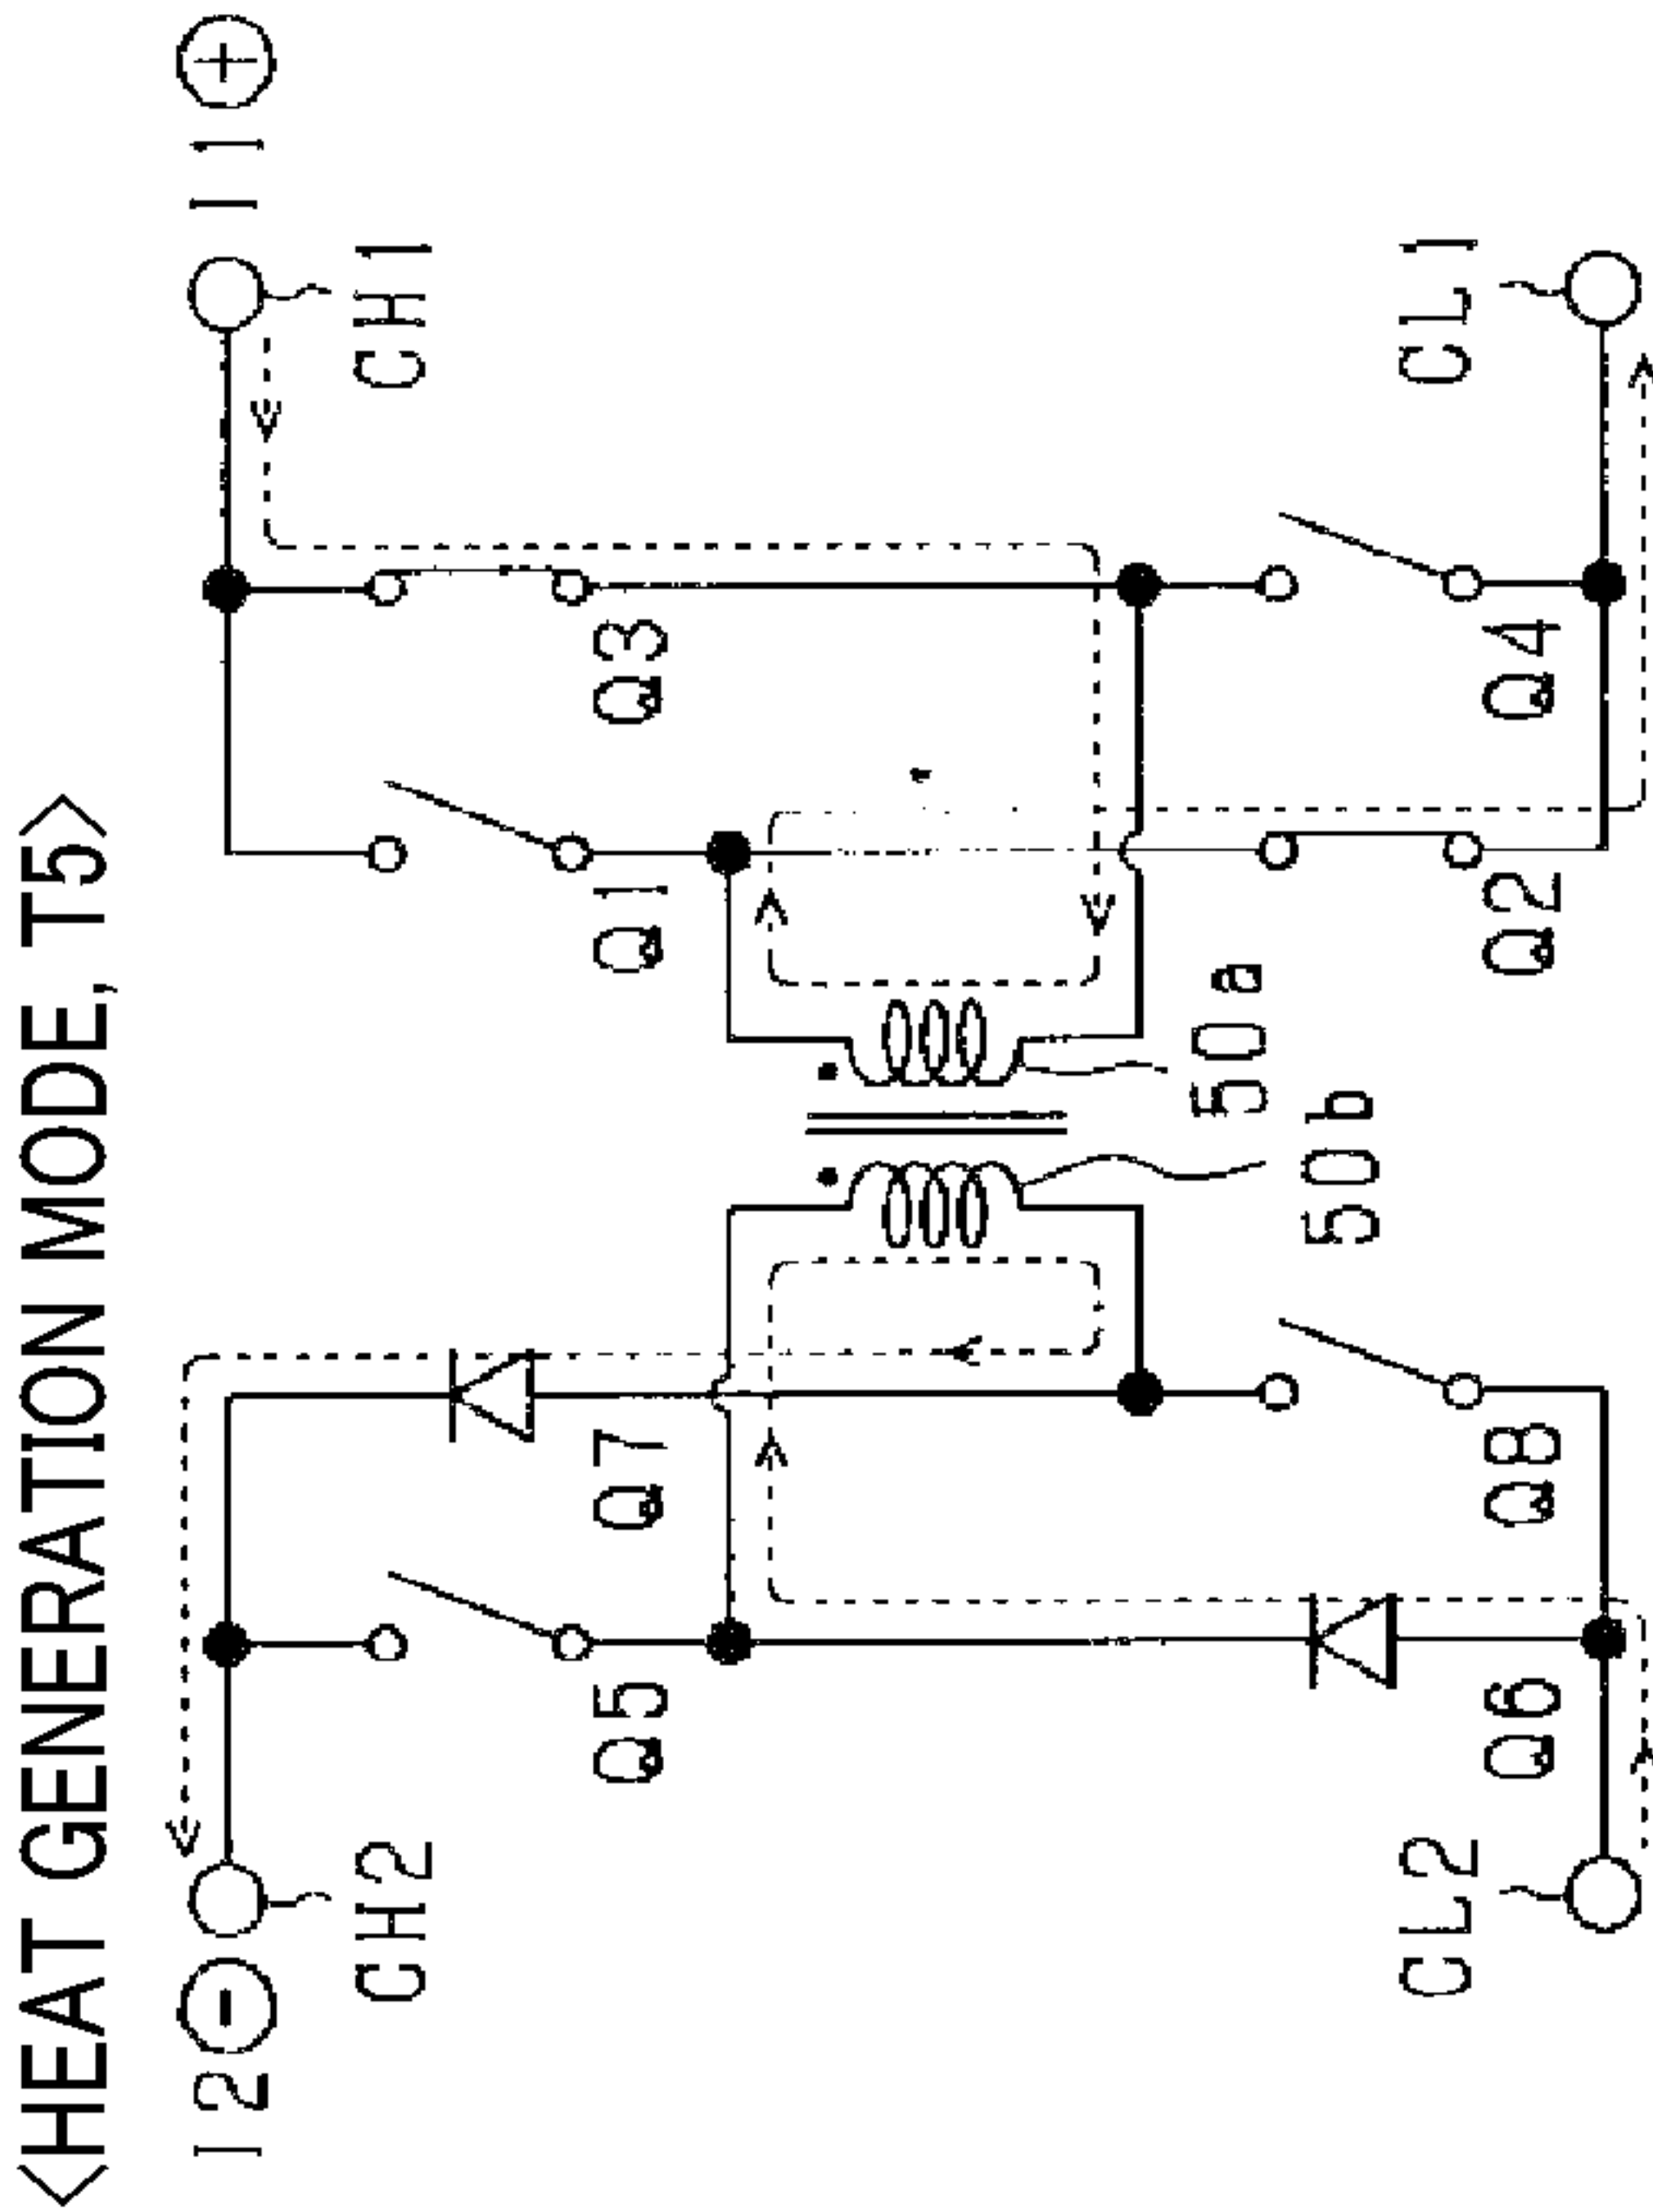 <HEAT GENERATION MODE, T5>
I2⊖ I1⊕
CH2 CH1
Q5 Q7 Q1 Q3
50a
50b
CL2 CL1
Q6 Q8 Q2 Q4